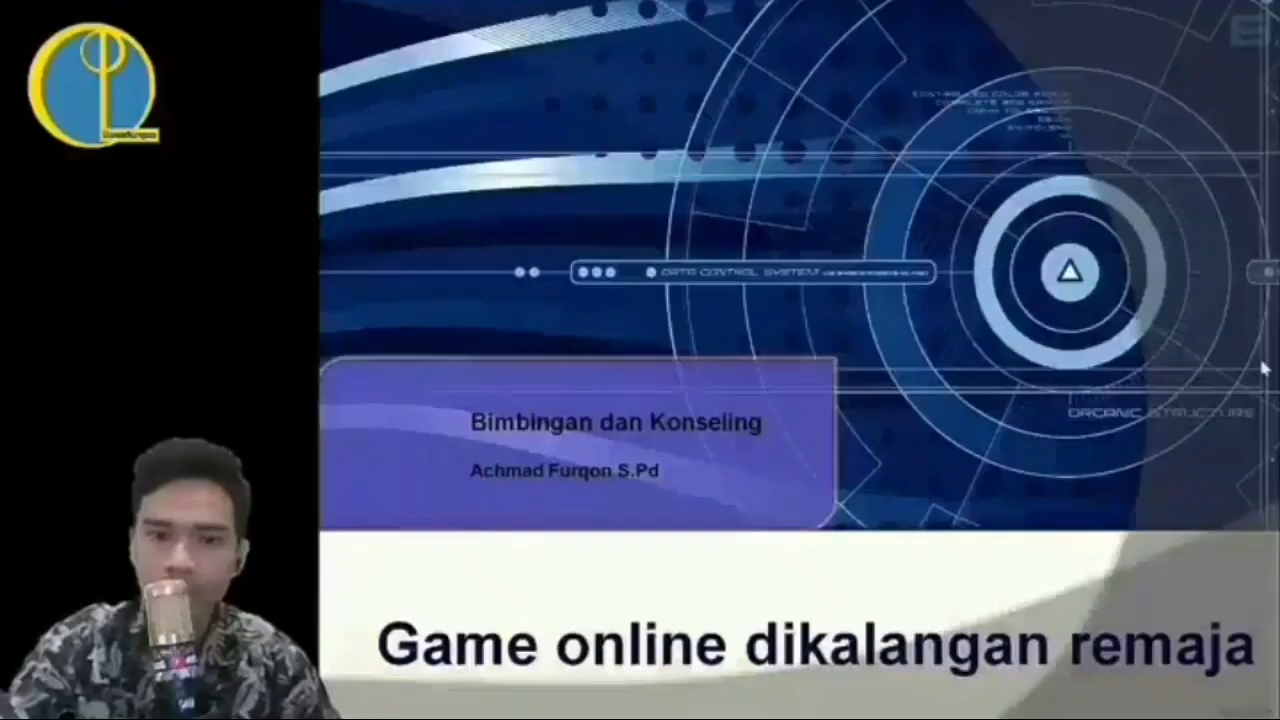 DATA CONTROL SYSTEM
ORGANIC STRUCTURE
Bimbingan dan Konseling
Achmad Furqon S.Pd
Game online dikalangan remaja